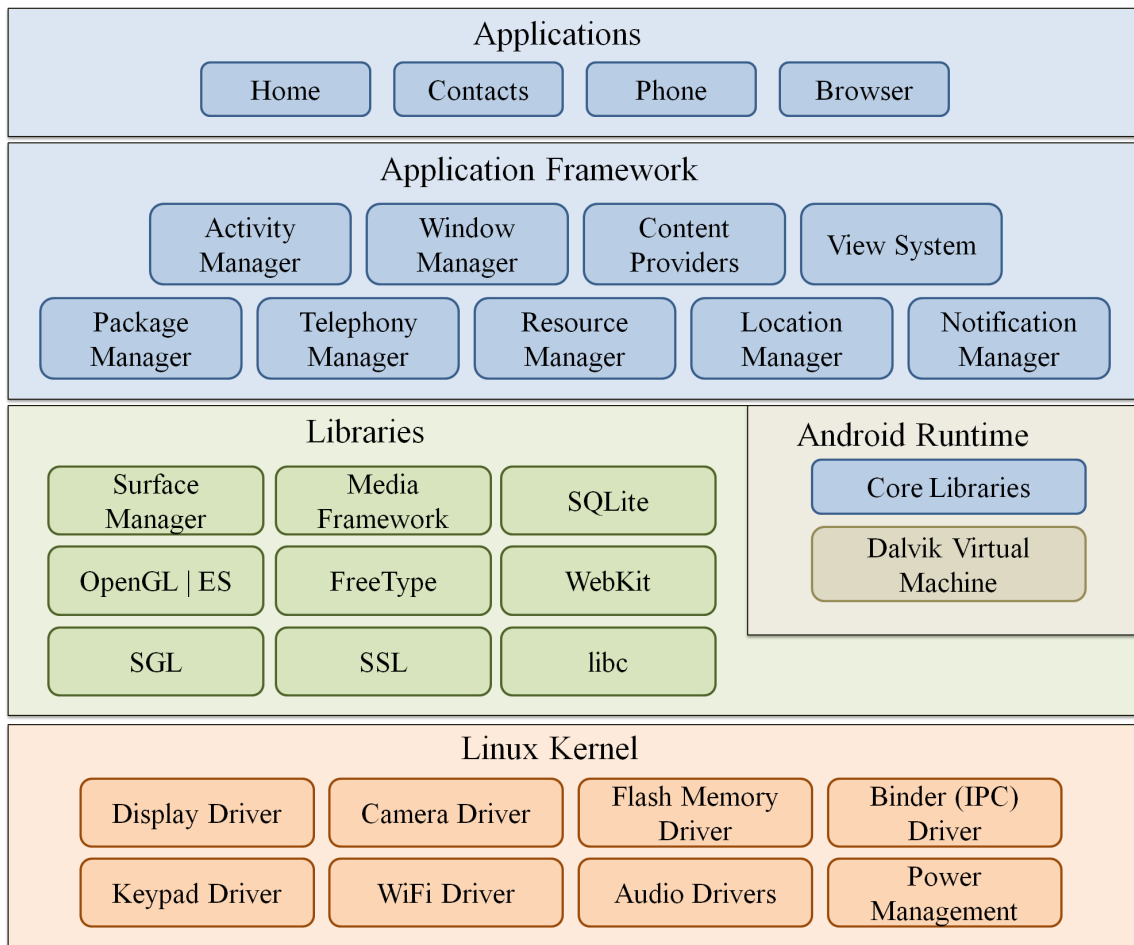 Applications
Home
Contacts
Phone
Browser
Application Framework
Activity
Manager
Window
Manager
Content
Providers
View System
Package
Manager
Telephony
Manager
Resource
Manager
Location
Manager
Notification
Manager
Libraries
Surface
Manager
Media
Framework
SQLite
OpenGL | ES
FreeType
WebKit
SGL
SSL
libc
Android Runtime
Core Libraries
Dalvik Virtual
Machine
Linux Kernel
Display Driver
Camera Driver
Flash Memory
Driver
Binder (IPC)
Driver
Keypad Driver
WiFi Driver
Audio Drivers
Power
Management